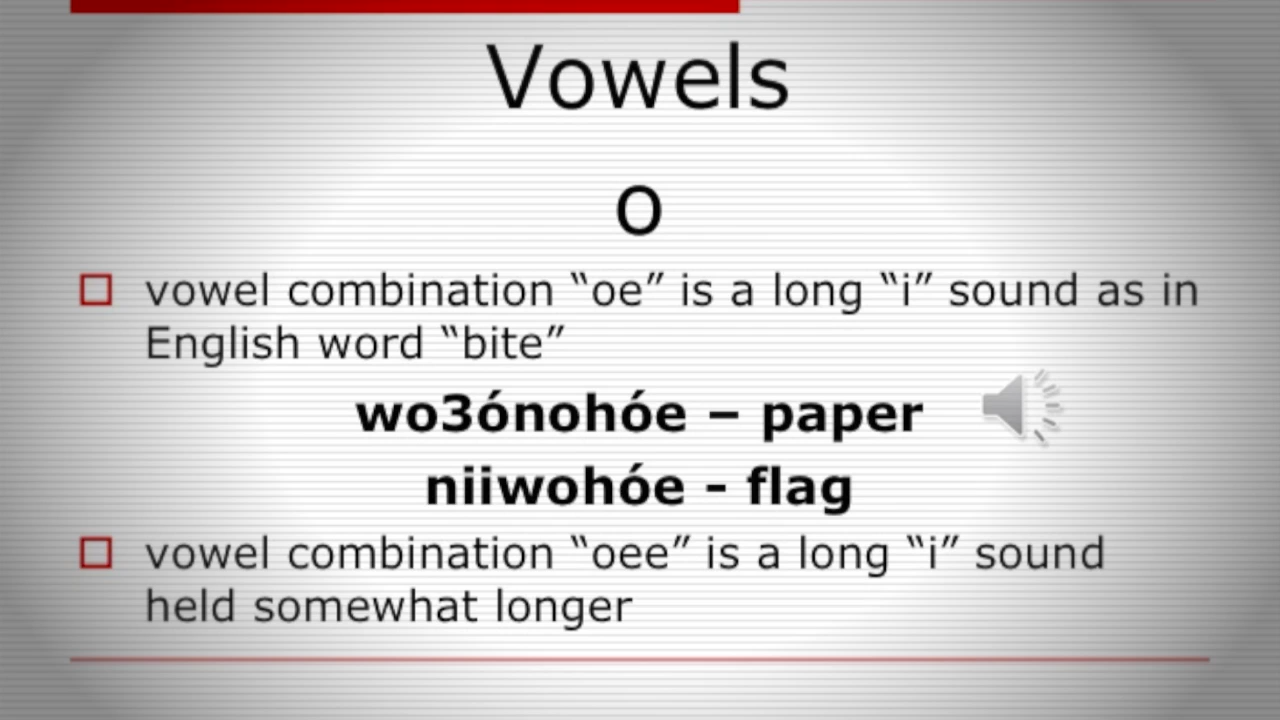 Vowels
o
vowel combination “oe” is a long “i” sound as in
English word “bite”
wo3ónohóe – paper
niiwohóe - flag
vowel combination “oee” is a long “i” sound
held somewhat longer